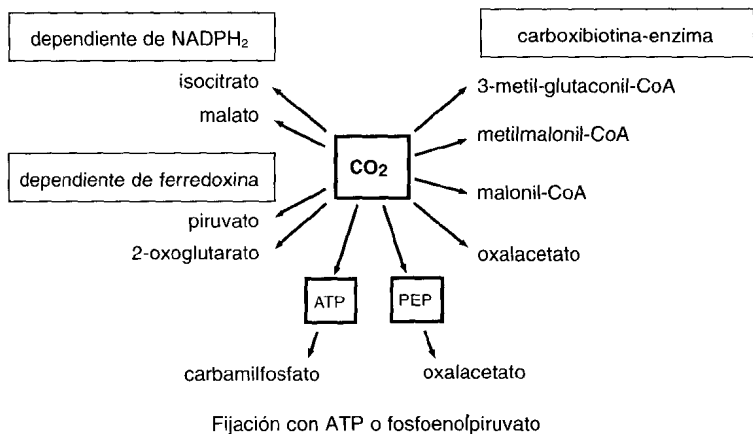 dependiente de NADPH₂
isocitrato
malato
dependiente de ferredoxina
piruvato
2-oxoglutarato
CO₂
carboxibiotina-enzima
3-metil-glutaconil-CoA
metilmalonil-CoA
malonil-CoA
oxalacetato
ATP
PEP
carbamilfosfato
oxalacetato
Fijación con ATP o fosfoenolpiruvato